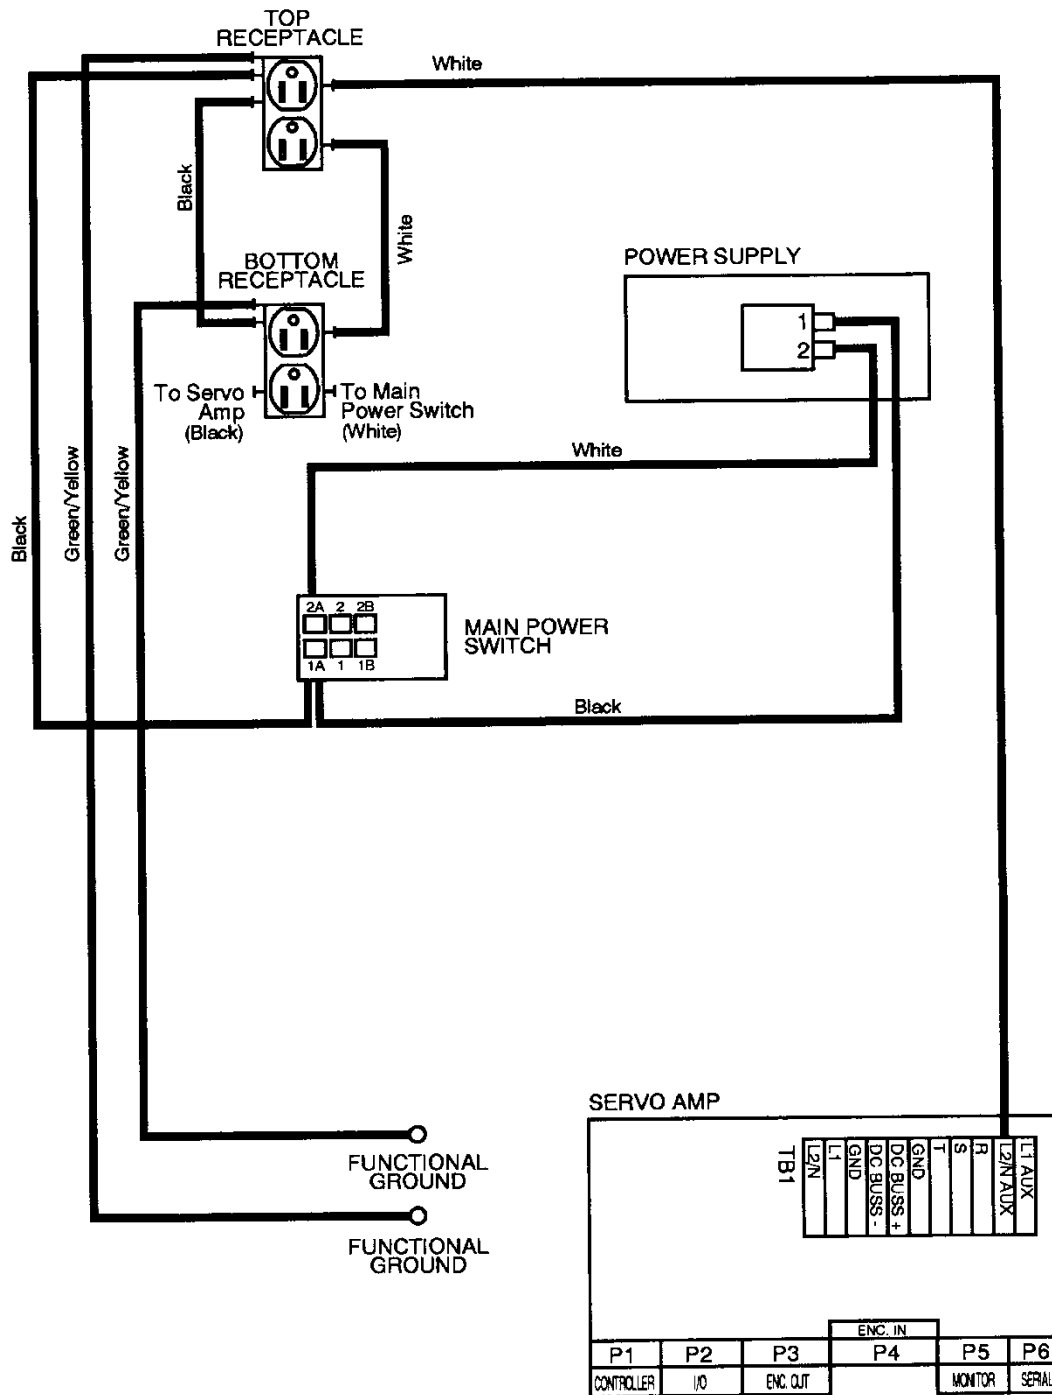 TOP
RECEPTACLE
White
Black
White
BOTTOM
RECEPTACLE
POWER SUPPLY
1
2
To Servo
Amp
(Black)
To Main
Power Switch
(White)
White
Black
Green/Yellow
Green/Yellow
2A 2 2B
1A 1 1B
MAIN POWER
SWITCH
Black
FUNCTIONAL
GROUND
FUNCTIONAL
GROUND
SERVO AMP
TB1
L2/N
L1
GND
DC BUSS -
DC BUSS +
GND
T
S
R
L2/N AUX
L1 AUX
ENC. IN
P1 P2 P3 P4 P5 P6
CONTROLLER I/O ENC. OUT MONITOR SERIAL